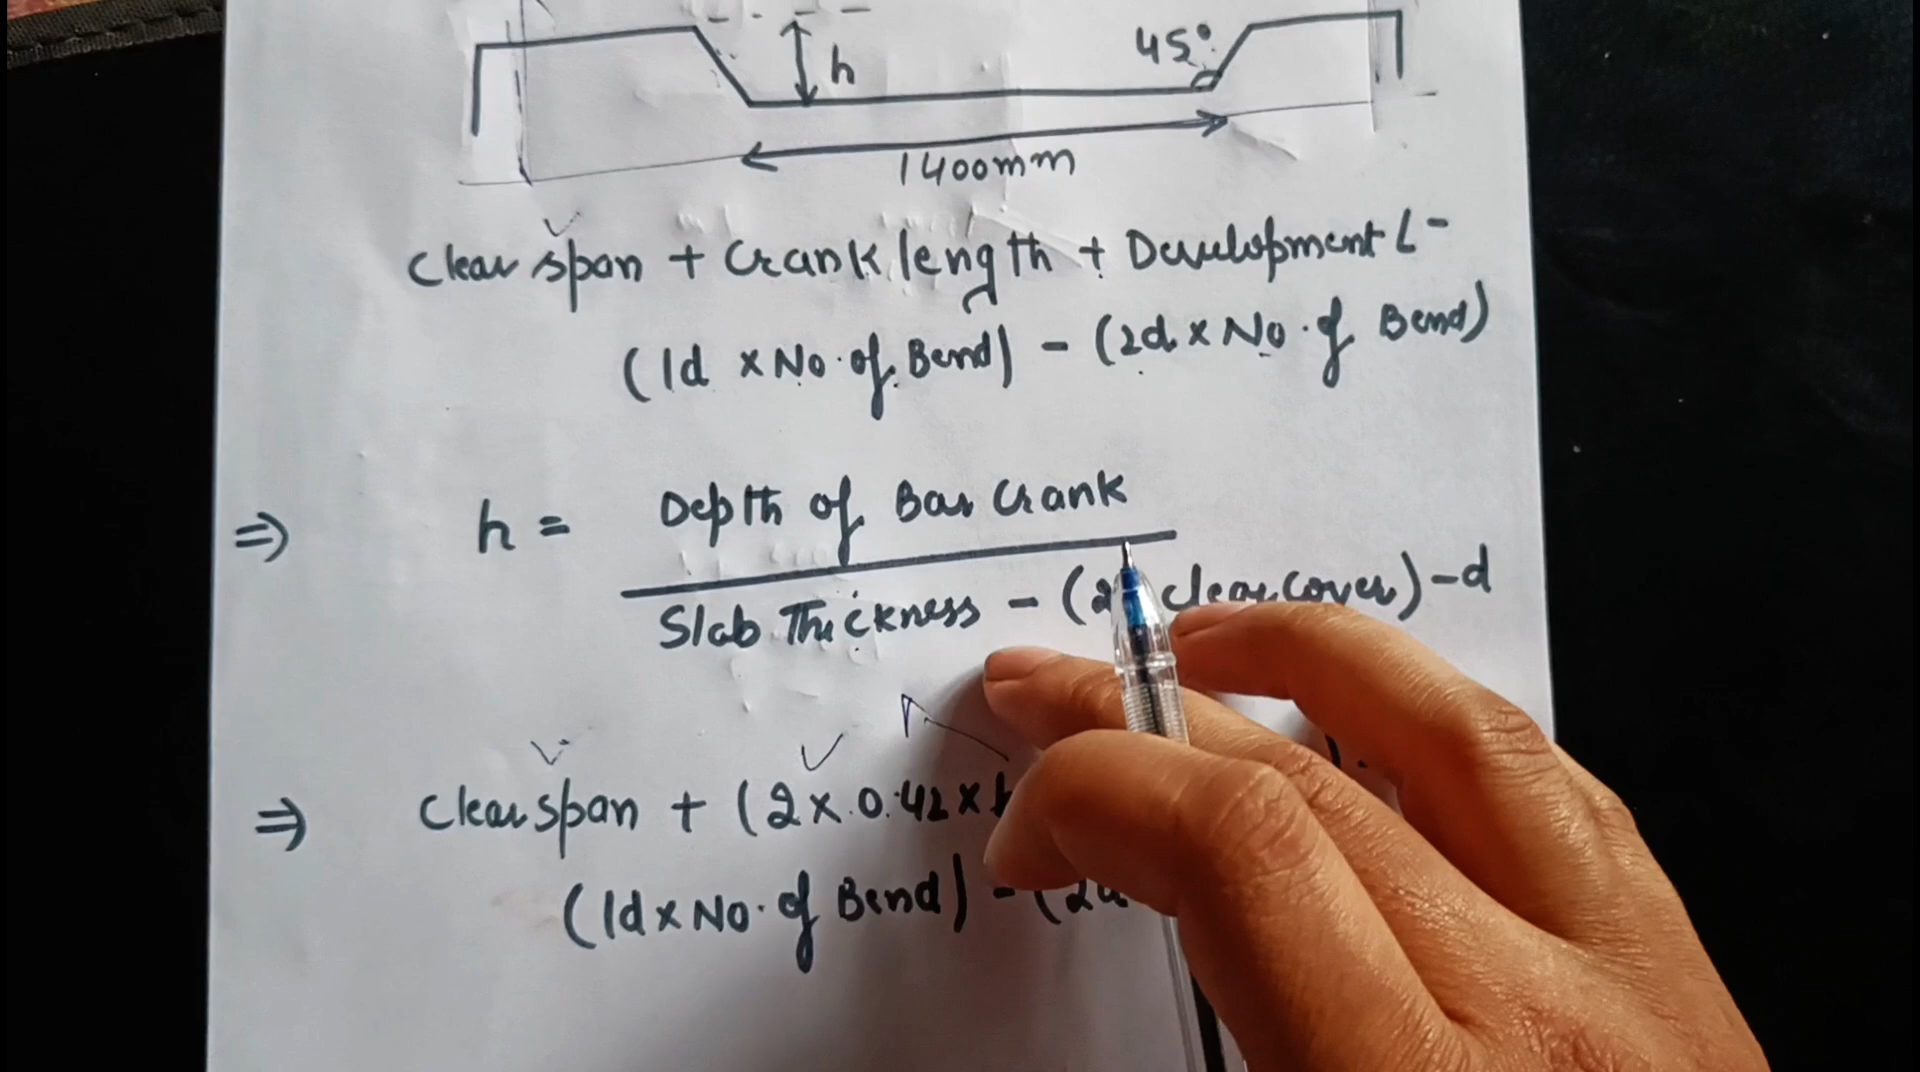 h
45°
1400mm
Clear span + Crank length + Development L -
(1d × No. of Bend) - (2d × No. of Bend)
⇒ h = Depth of Bar Crank
Slab Thickness - (2 Clear Cover) - d
⇒ Clear span + (2 × 0.42 ×
(1d × No. of Bend) - (2d